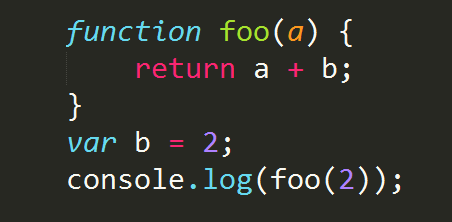 function foo(a) {
    return a + b;
}
var b = 2;
console.log(foo(2));